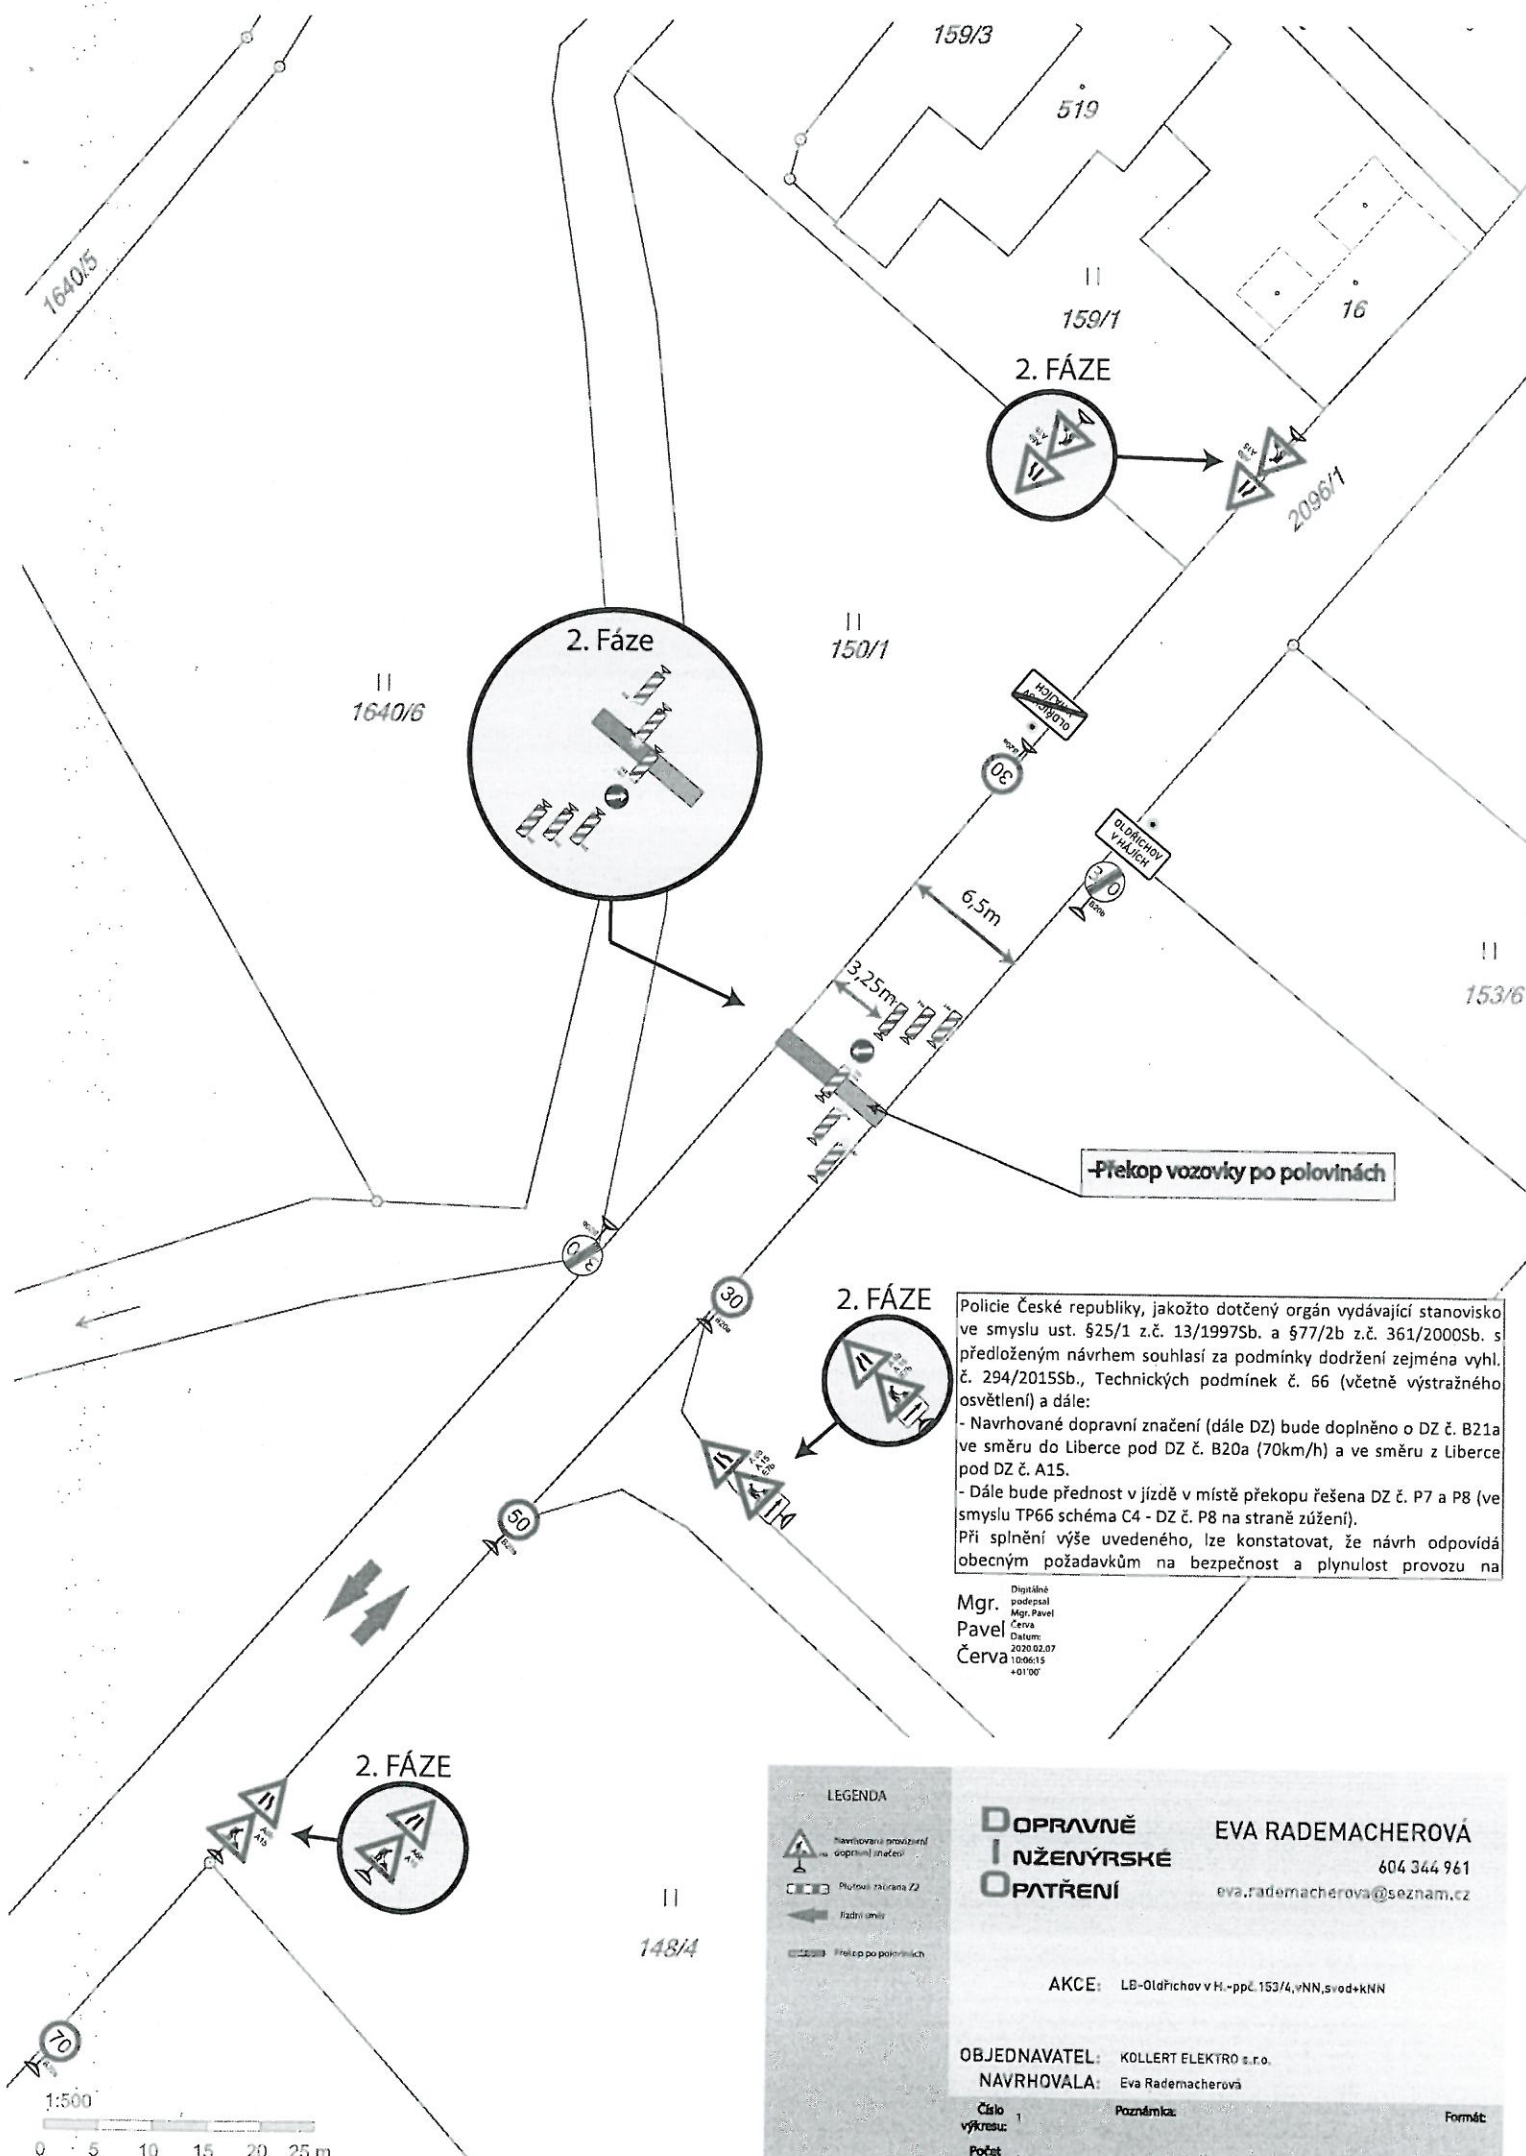 159/3
519
1640/5
159/1
16
2. FÁZE
A15
2096/1
150/1
2. Fáze
1640/6
OLDŘICHOV
V HÁJÍCH
30
OLDŘICHOV
V HÁJÍCH
30
B20b
6,5m
3,25m
153/6
-Překop vozovky po polovinách
30
30
B20a
2. FÁZE
Policie České republiky, jakožto dotčený orgán vydávající stanovisko
ve smyslu ust. §25/1 z.č. 13/1997Sb. a §77/2b z.č. 361/2000Sb. s
předloženým návrhem souhlasí za podmínky dodržení zejména vyhl.
č. 294/2015Sb., Technických podmínek č. 66 (včetně výstražného
osvětlení) a dále:
- Navrhované dopravní značení (dále DZ) bude doplněno o DZ č. B21a
ve směru do Liberce pod DZ č. B20a (70km/h) a ve směru z Liberce
pod DZ č. A15.
- Dále bude přednost v jízdě v místě překopu řešena DZ č. P7 a P8 (ve
smyslu TP66 schéma C4 - DZ č. P8 na straně zúžení).
Při splnění výše uvedeného, lze konstatovat, že návrh odpovídá
obecným požadavkům na bezpečnost a plynulost provozu na
A15
E7b
50
B20a
Mgr.
Pavel
Červa
Digitálně
podepsal
Mgr. Pavel
Červa
Datum:
2020.02.07
10:06:15
+01'00'
2. FÁZE
A15
148/4
70
1:500
0 5 10 15 20 25 m
LEGENDA
Navrhované provizorní
dopravní značení
Plotová zábrana Z2
Jízdní směr
Překop po polovinách
DOPRAVNĚ
INŽENÝRSKÉ
OPATŘENÍ
EVA RADEMACHEROVÁ
604 344 961
eva.rademacherova@seznam.cz
AKCE: LB-Oldřichov v H.-ppč.153/4,vNN,svod+kNN
OBJEDNAVATEL: KOLLERT ELEKTRO s.r.o.
NAVRHOVALA: Eva Rademacherová
Číslo
výkresu: 1
Poznámka:
Formát:
Počet